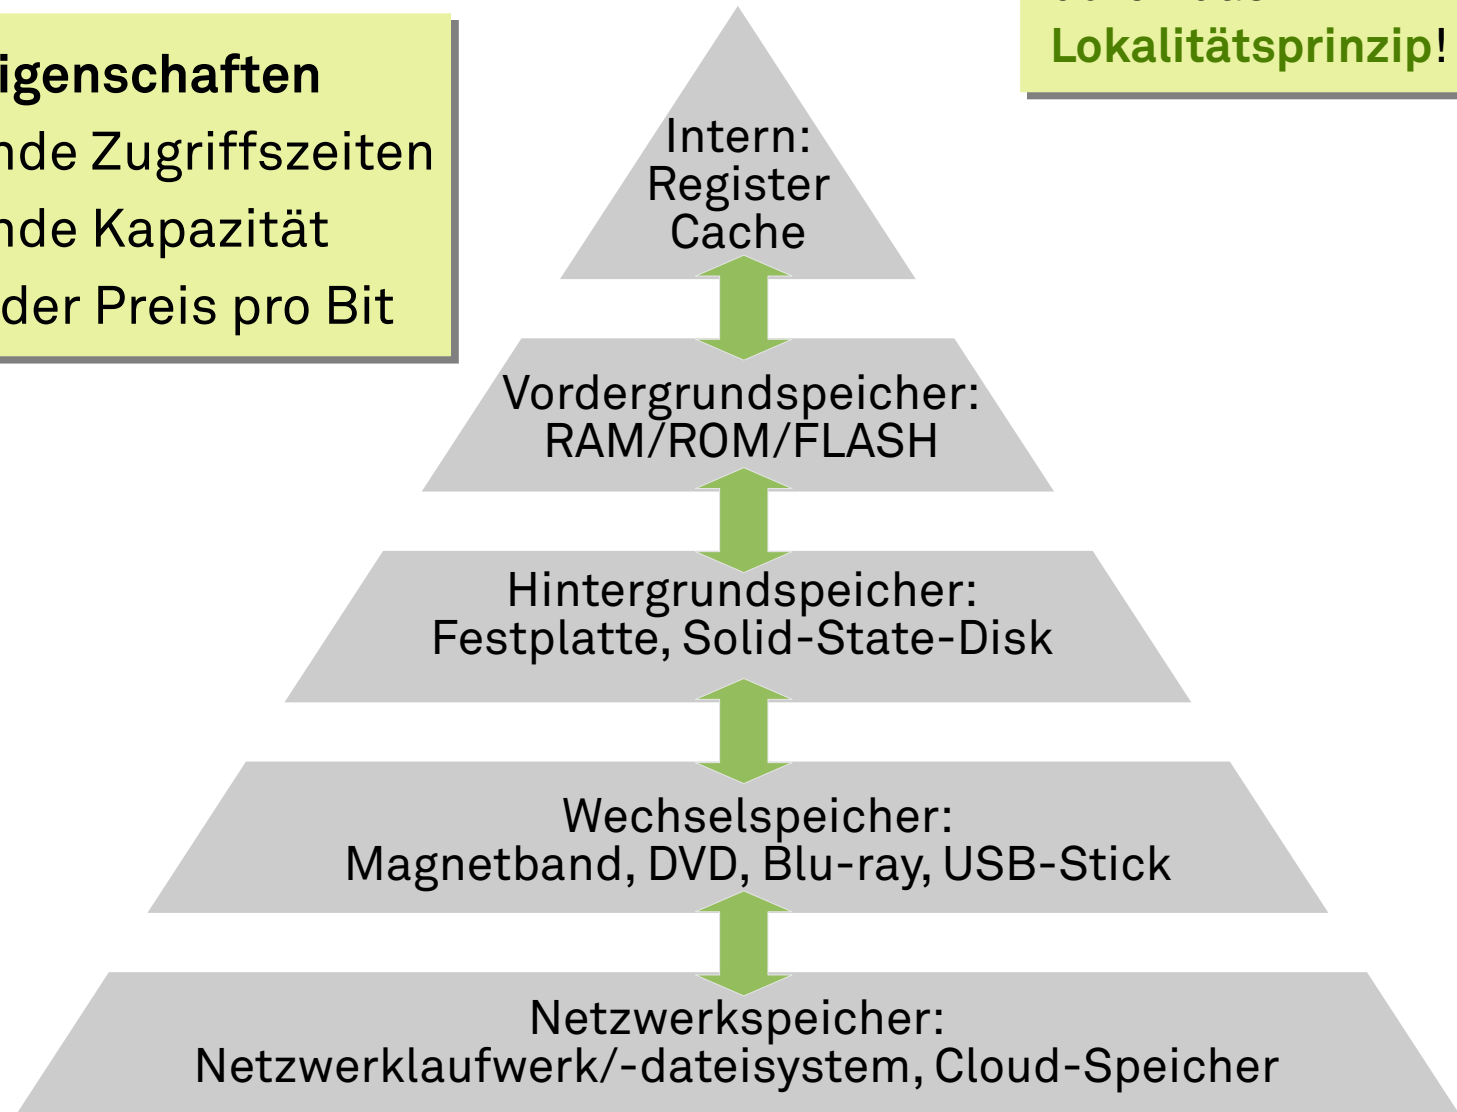 igenschaften
nde Zugriffszeiten
nde Kapazität
der Preis pro Bit
Lokalitätsprinzip!
Intern:
Register
Cache
Vordergrundspeicher:
RAM/ROM/FLASH
Hintergrundspeicher:
Festplatte, Solid-State-Disk
Wechselspeicher:
Magnetband, DVD, Blu-ray, USB-Stick
Netzwerkspeicher:
Netzwerklaufwerk/-dateisystem, Cloud-Speicher